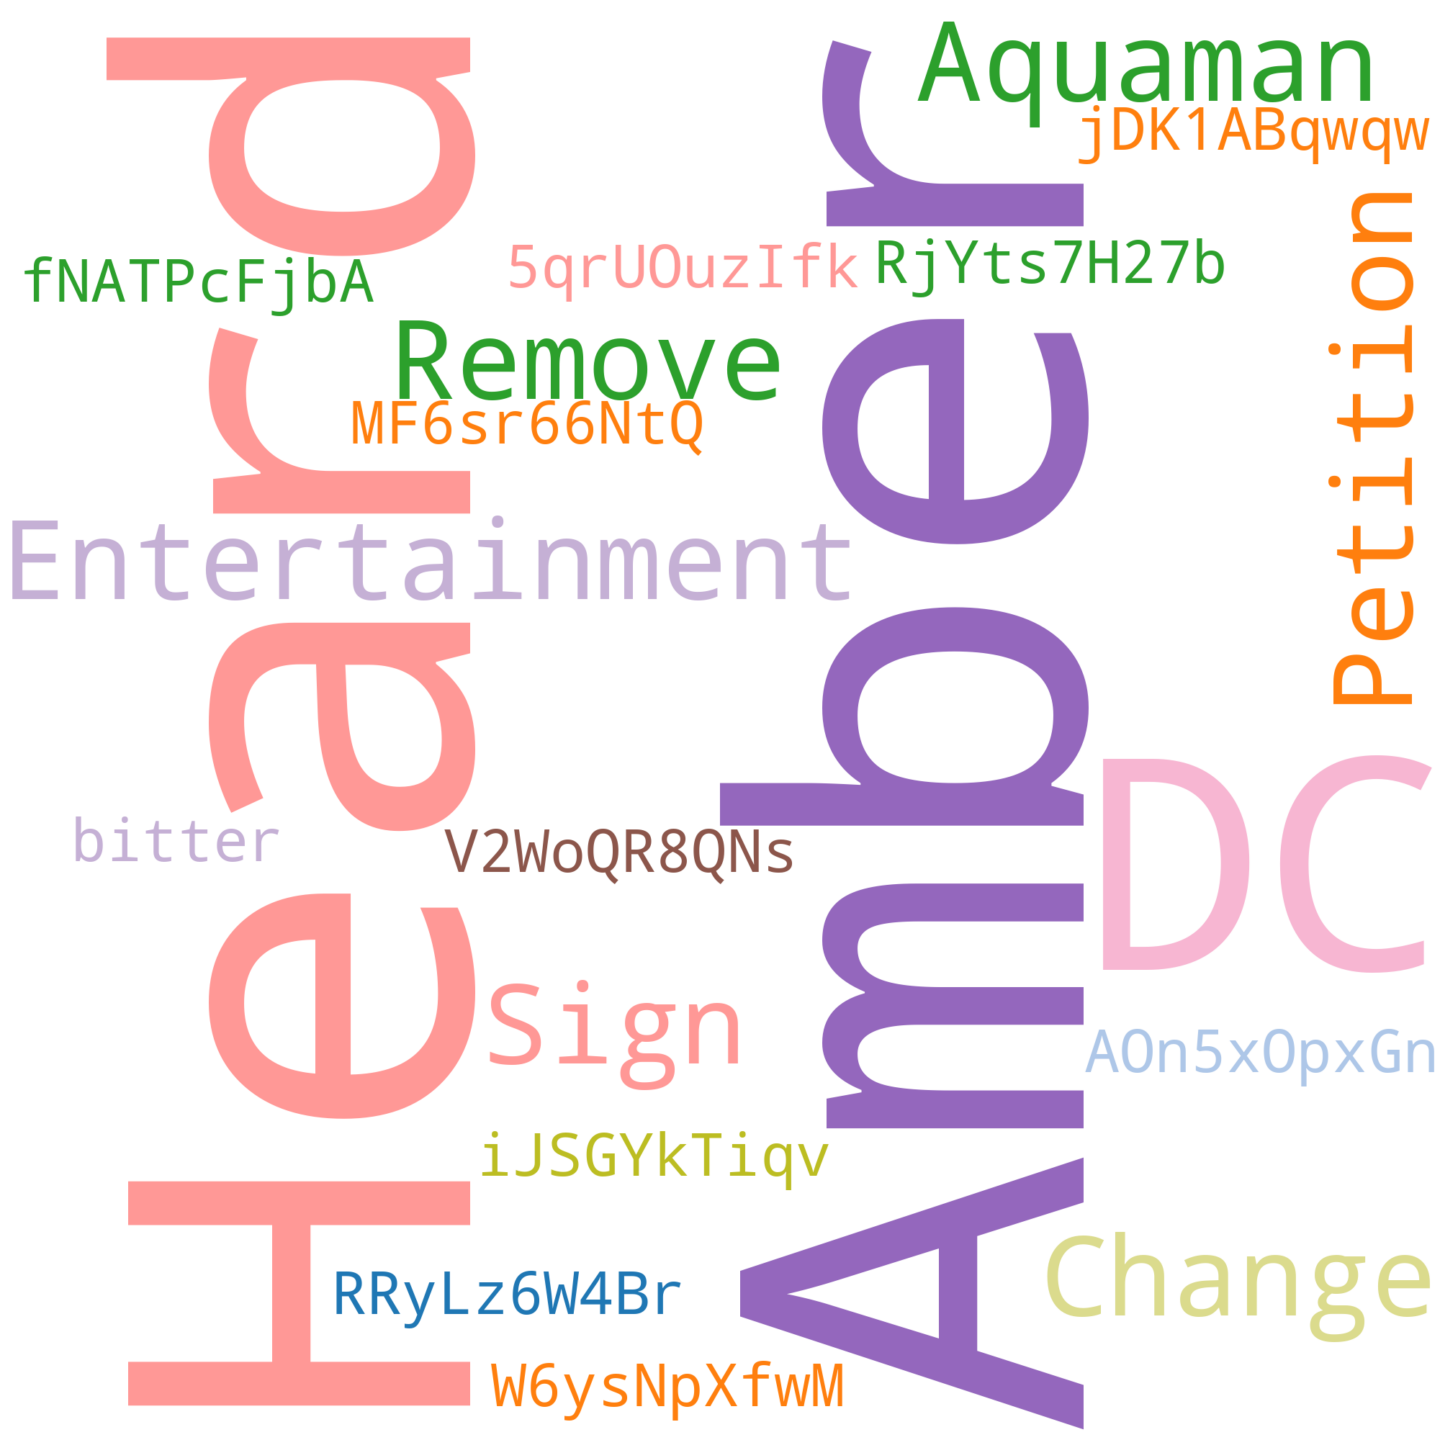 Heard
Amber
Aquaman
jDK1ABqwqw
Petition
fNATPcFjbA
5qrUOuzIfk
RjYts7H27b
Remove
MF6sr66NtQ
Entertainment
DC
bitter
V2WoQR8QNs
Sign
AOn5xOpxGn
iJSGYkTiqv
Change
RRyLz6W4Br
W6ysNpXfwM